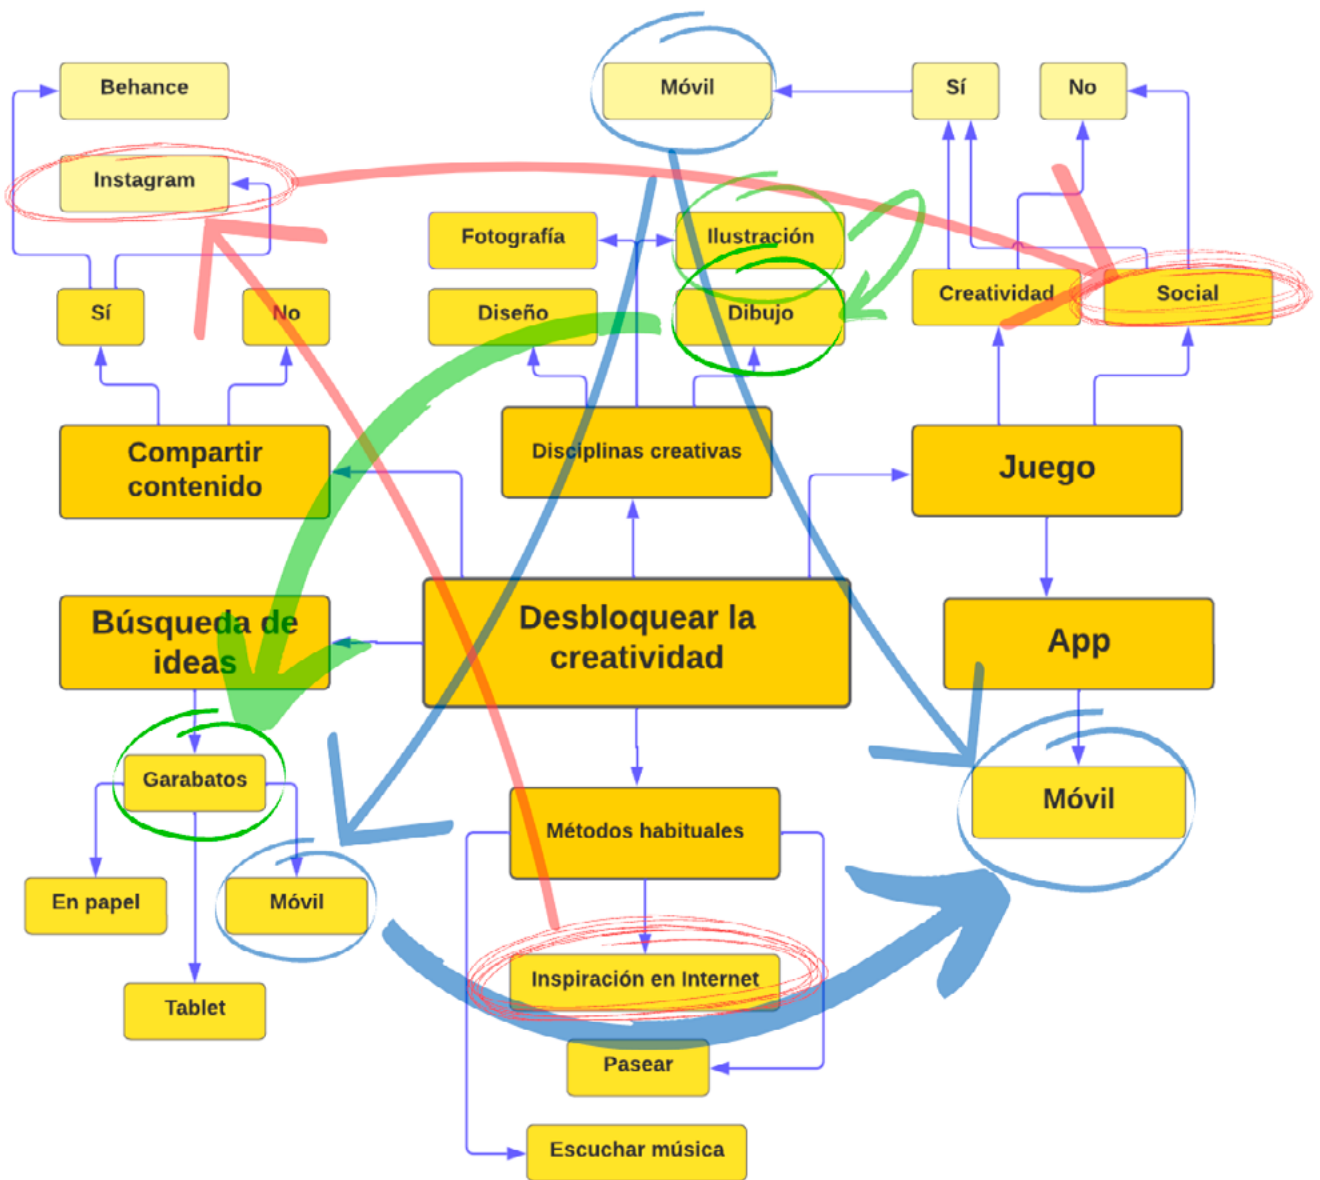 Behance
Móvil
Sí
No
Instagram
Fotografía
Ilustración
Creatividad
Social
Sí
No
Diseño
Dibujo
Compartir
contenido
Disciplinas creativas
Juego
Búsqueda de
ideas
Desbloquear la
creatividad
App
Garabatos
Métodos habituales
Móvil
En papel
Móvil
Inspiración en Internet
Tablet
Pasear
Escuchar música